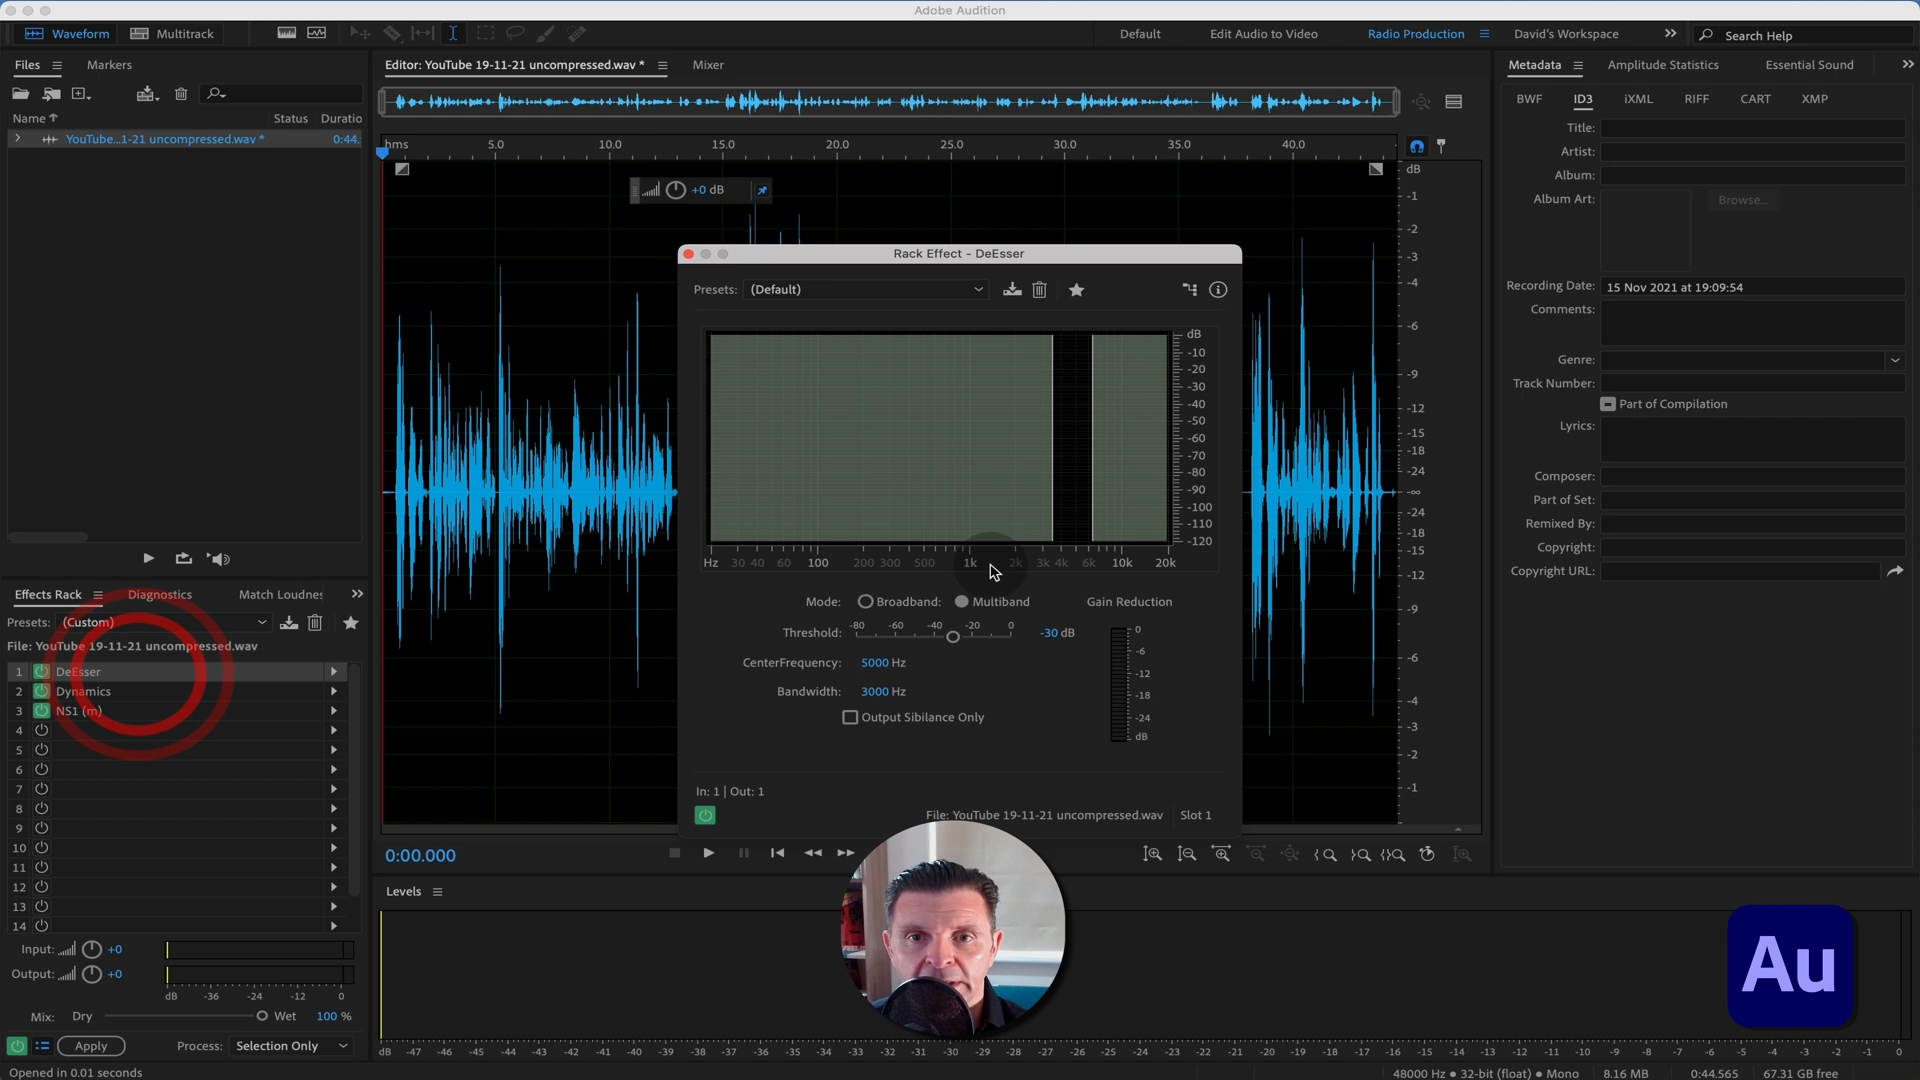 Adobe Audition
Waveform
Multitrack
Default
Edit Audio to Video
Radio Production
David's Workspace
Search Help
Files
Markers
Editor: YouTube 19-11-21 uncompressed.wav *
Mixer
Metadata
Amplitude Statistics
Essential Sound
BWF ID3 iXML RIFF CART XMP
Name Status Duratio
YouTube...1-21 uncompressed.wav * 0:44.
hms 5.0 10.0 15.0 20.0 25.0 30.0 35.0 40.0
+0 dB
dB
-1
-2
-3
-4
-6
-9
-12
-15
-18
-24
-∞
-24
-18
-15
-12
-9
-6
-4
-3
-2
-1
Title:
Artist:
Album:
Album Art:
Browse...
Recording Date: 15 Nov 2021 at 19:09:54
Comments:
Genre:
Track Number:
Part of Compilation
Lyrics:
Composer:
Part of Set:
Remixed By:
Copyright:
Copyright URL:
Rack Effect - DeEsser
Presets: (Default)
dB
-10
-20
-30
-40
-50
-60
-70
-80
-90
-100
-110
-120
Hz 30 40 60 100 200 300 500 1k 2k 3k 4k 6k 10k 20k
Mode: Broadband: Multiband
Gain Reduction
Threshold: -80 -60 -40 -20 0 -30 dB
CenterFrequency: 5000 Hz
Bandwidth: 3000 Hz
Output Sibilance Only
0
-6
-12
-18
-24
dB
In: 1 | Out: 1
File: YouTube 19-11-21 uncompressed.wav Slot 1
Effects Rack
Diagnostics
Match Loudnes
Presets: (Custom)
File: YouTube 19-11-21 uncompressed.wav
1 DeEsser
2 Dynamics
3 NS1 (m)
4
5
6
7
8
9
10
11
12
13
14
Input: +0
Output: +0
dB -36 -24 -12 0
Mix: Dry Wet 100 %
Apply
Process: Selection Only
Opened in 0.01 seconds
0:00.000
Levels
dB -47 -46 -45 -44 -43 -42 -41 -40 -39 -38 -37 -36 -35 -34 -33 -32 -31 -30 -29 -28 -27 -26 -25 -24 -23 -22 -21 -20 -19 -18 -17 -16 -15 -14 -13 -12 -11 -10 -9 -8 -7 -6 -5 -4 -3 -2 -1 0
Au
48000 Hz ● 32-bit (float) ● Mono 8.16 MB 0:44.565 67.31 GB free